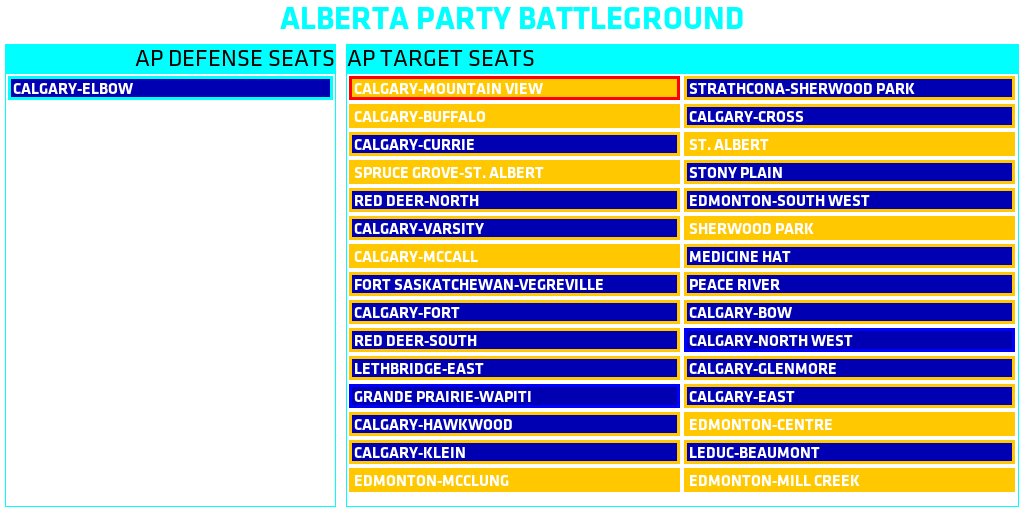 ALBERTA PARTY BATTLEGROUND
AP DEFENSE SEATS
CALGARY-ELBOW
AP TARGET SEATS
CALGARY-MOUNTAIN VIEW
CALGARY-BUFFALO
CALGARY-CURRIE
SPRUCE GROVE-ST. ALBERT
RED DEER-NORTH
CALGARY-VARSITY
CALGARY-MCCALL
FORT SASKATCHEWAN-VEGREVILLE
CALGARY-FORT
RED DEER-SOUTH
LETHBRIDGE-EAST
GRANDE PRAIRIE-WAPITI
CALGARY-HAWKWOOD
CALGARY-KLEIN
EDMONTON-MCCLUNG
STRATHCONA-SHERWOOD PARK
CALGARY-CROSS
ST. ALBERT
STONY PLAIN
EDMONTON-SOUTH WEST
SHERWOOD PARK
MEDICINE HAT
PEACE RIVER
CALGARY-BOW
CALGARY-NORTH WEST
CALGARY-GLENMORE
CALGARY-EAST
EDMONTON-CENTRE
LEDUC-BEAUMONT
EDMONTON-MILL CREEK